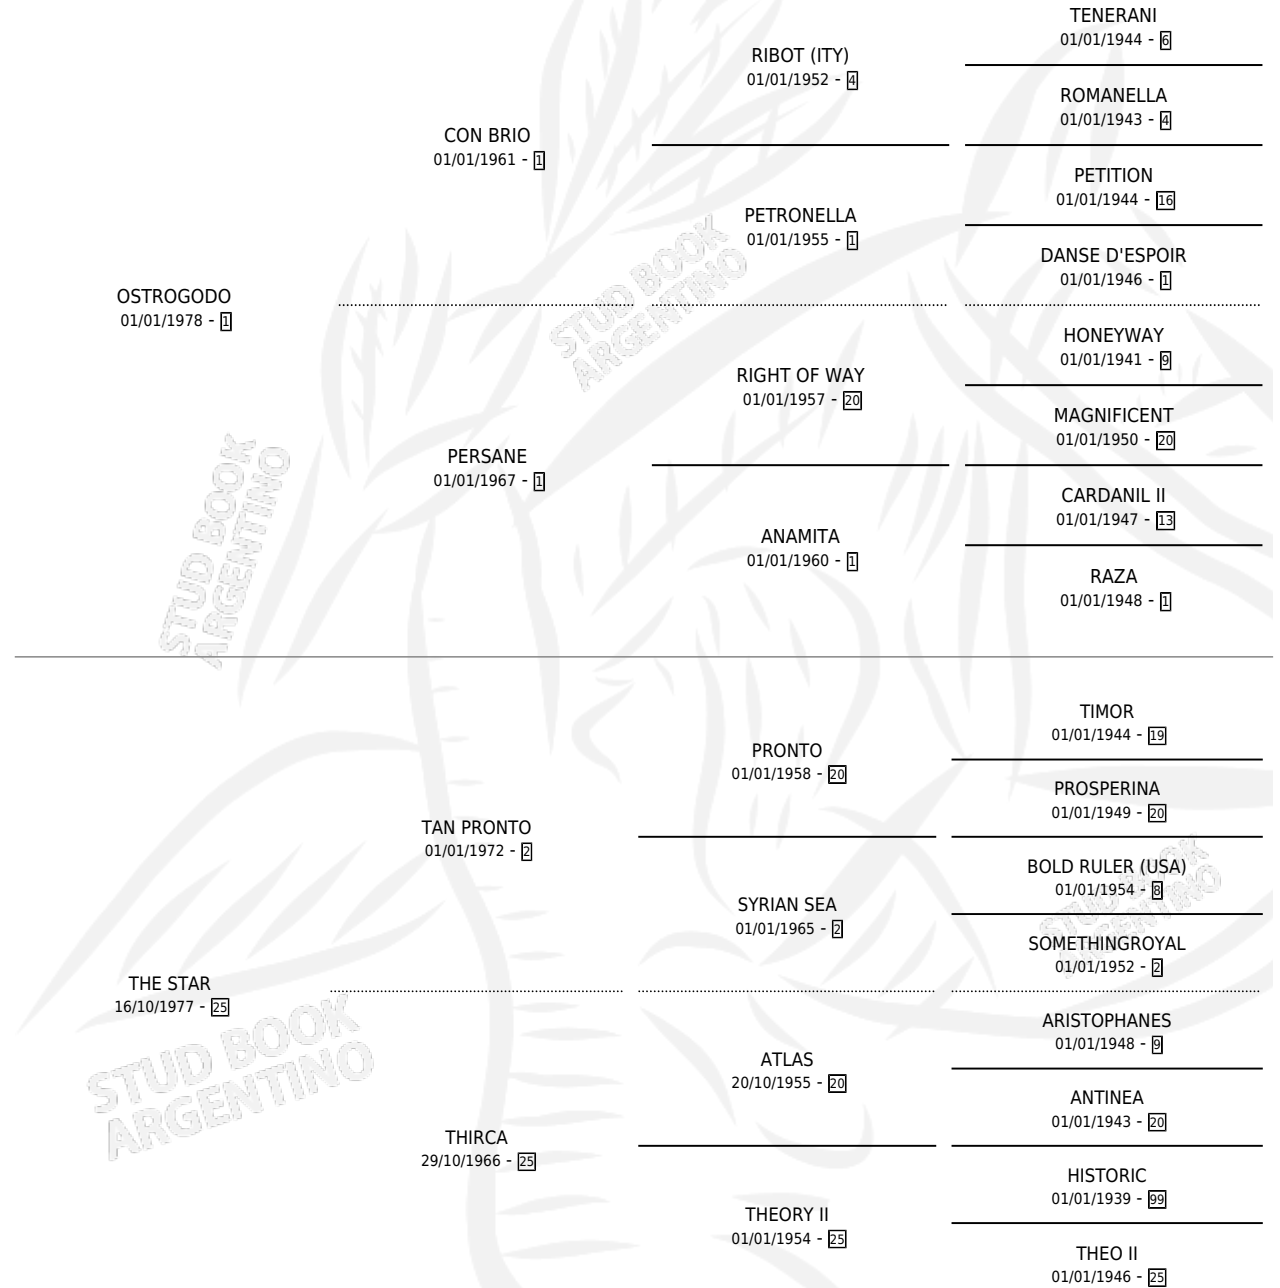 TENERANI
01/01/1944 - 6
RIBOT (ITY)
01/01/1952 - 4
ROMANELLA
01/01/1943 - 4
CON BRIO
01/01/1961 - 1
PETITION
01/01/1944 - 16
PETRONELLA
01/01/1955 - 1
DANSE D'ESPOIR
01/01/1946 - 1
OSTROGODO
01/01/1978 - 1
HONEYWAY
01/01/1941 - 9
RIGHT OF WAY
01/01/1957 - 20
MAGNIFICENT
01/01/1950 - 20
PERSANE
01/01/1967 - 1
CARDANIL II
01/01/1947 - 13
ANAMITA
01/01/1960 - 1
RAZA
01/01/1948 - 1
TIMOR
01/01/1944 - 19
PRONTO
01/01/1958 - 20
PROSPERINA
01/01/1949 - 20
TAN PRONTO
01/01/1972 - 2
BOLD RULER (USA)
01/01/1954 - 8
SYRIAN SEA
01/01/1965 - 2
SOMETHINGROYAL
01/01/1952 - 2
THE STAR
16/10/1977 - 25
ARISTOPHANES
01/01/1948 - 9
ATLAS
20/10/1955 - 20
ANTINEA
01/01/1943 - 20
THIRCA
29/10/1966 - 25
HISTORIC
01/01/1939 - 99
THEORY II
01/01/1954 - 25
THEO II
01/01/1946 - 25
STUD BOOK
ARGENTINO
STUD BOOK
ARGENTINO
STUD BOOK
ARGENTINO
STUD BOOK
ARGENTINO